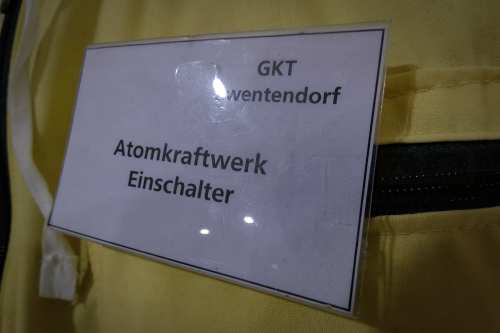 GKT
wentendorf
Atomkraftwerk
Einschalter